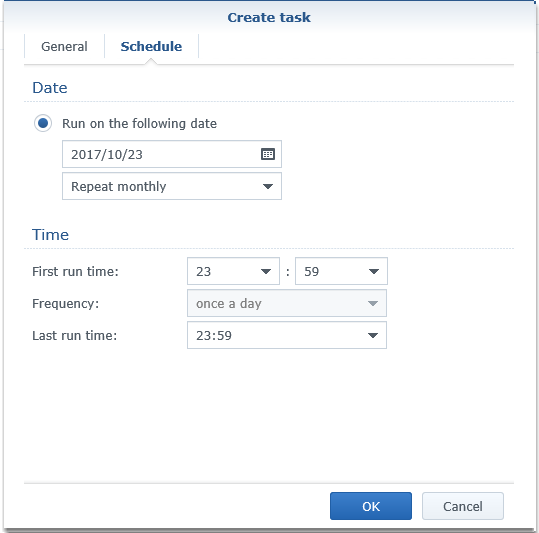 Create task
General Schedule
Date
Run on the following date
2017/10/23
Repeat monthly
Time
First run time: 23 : 59
Frequency: once a day
Last run time: 23:59
OK Cancel